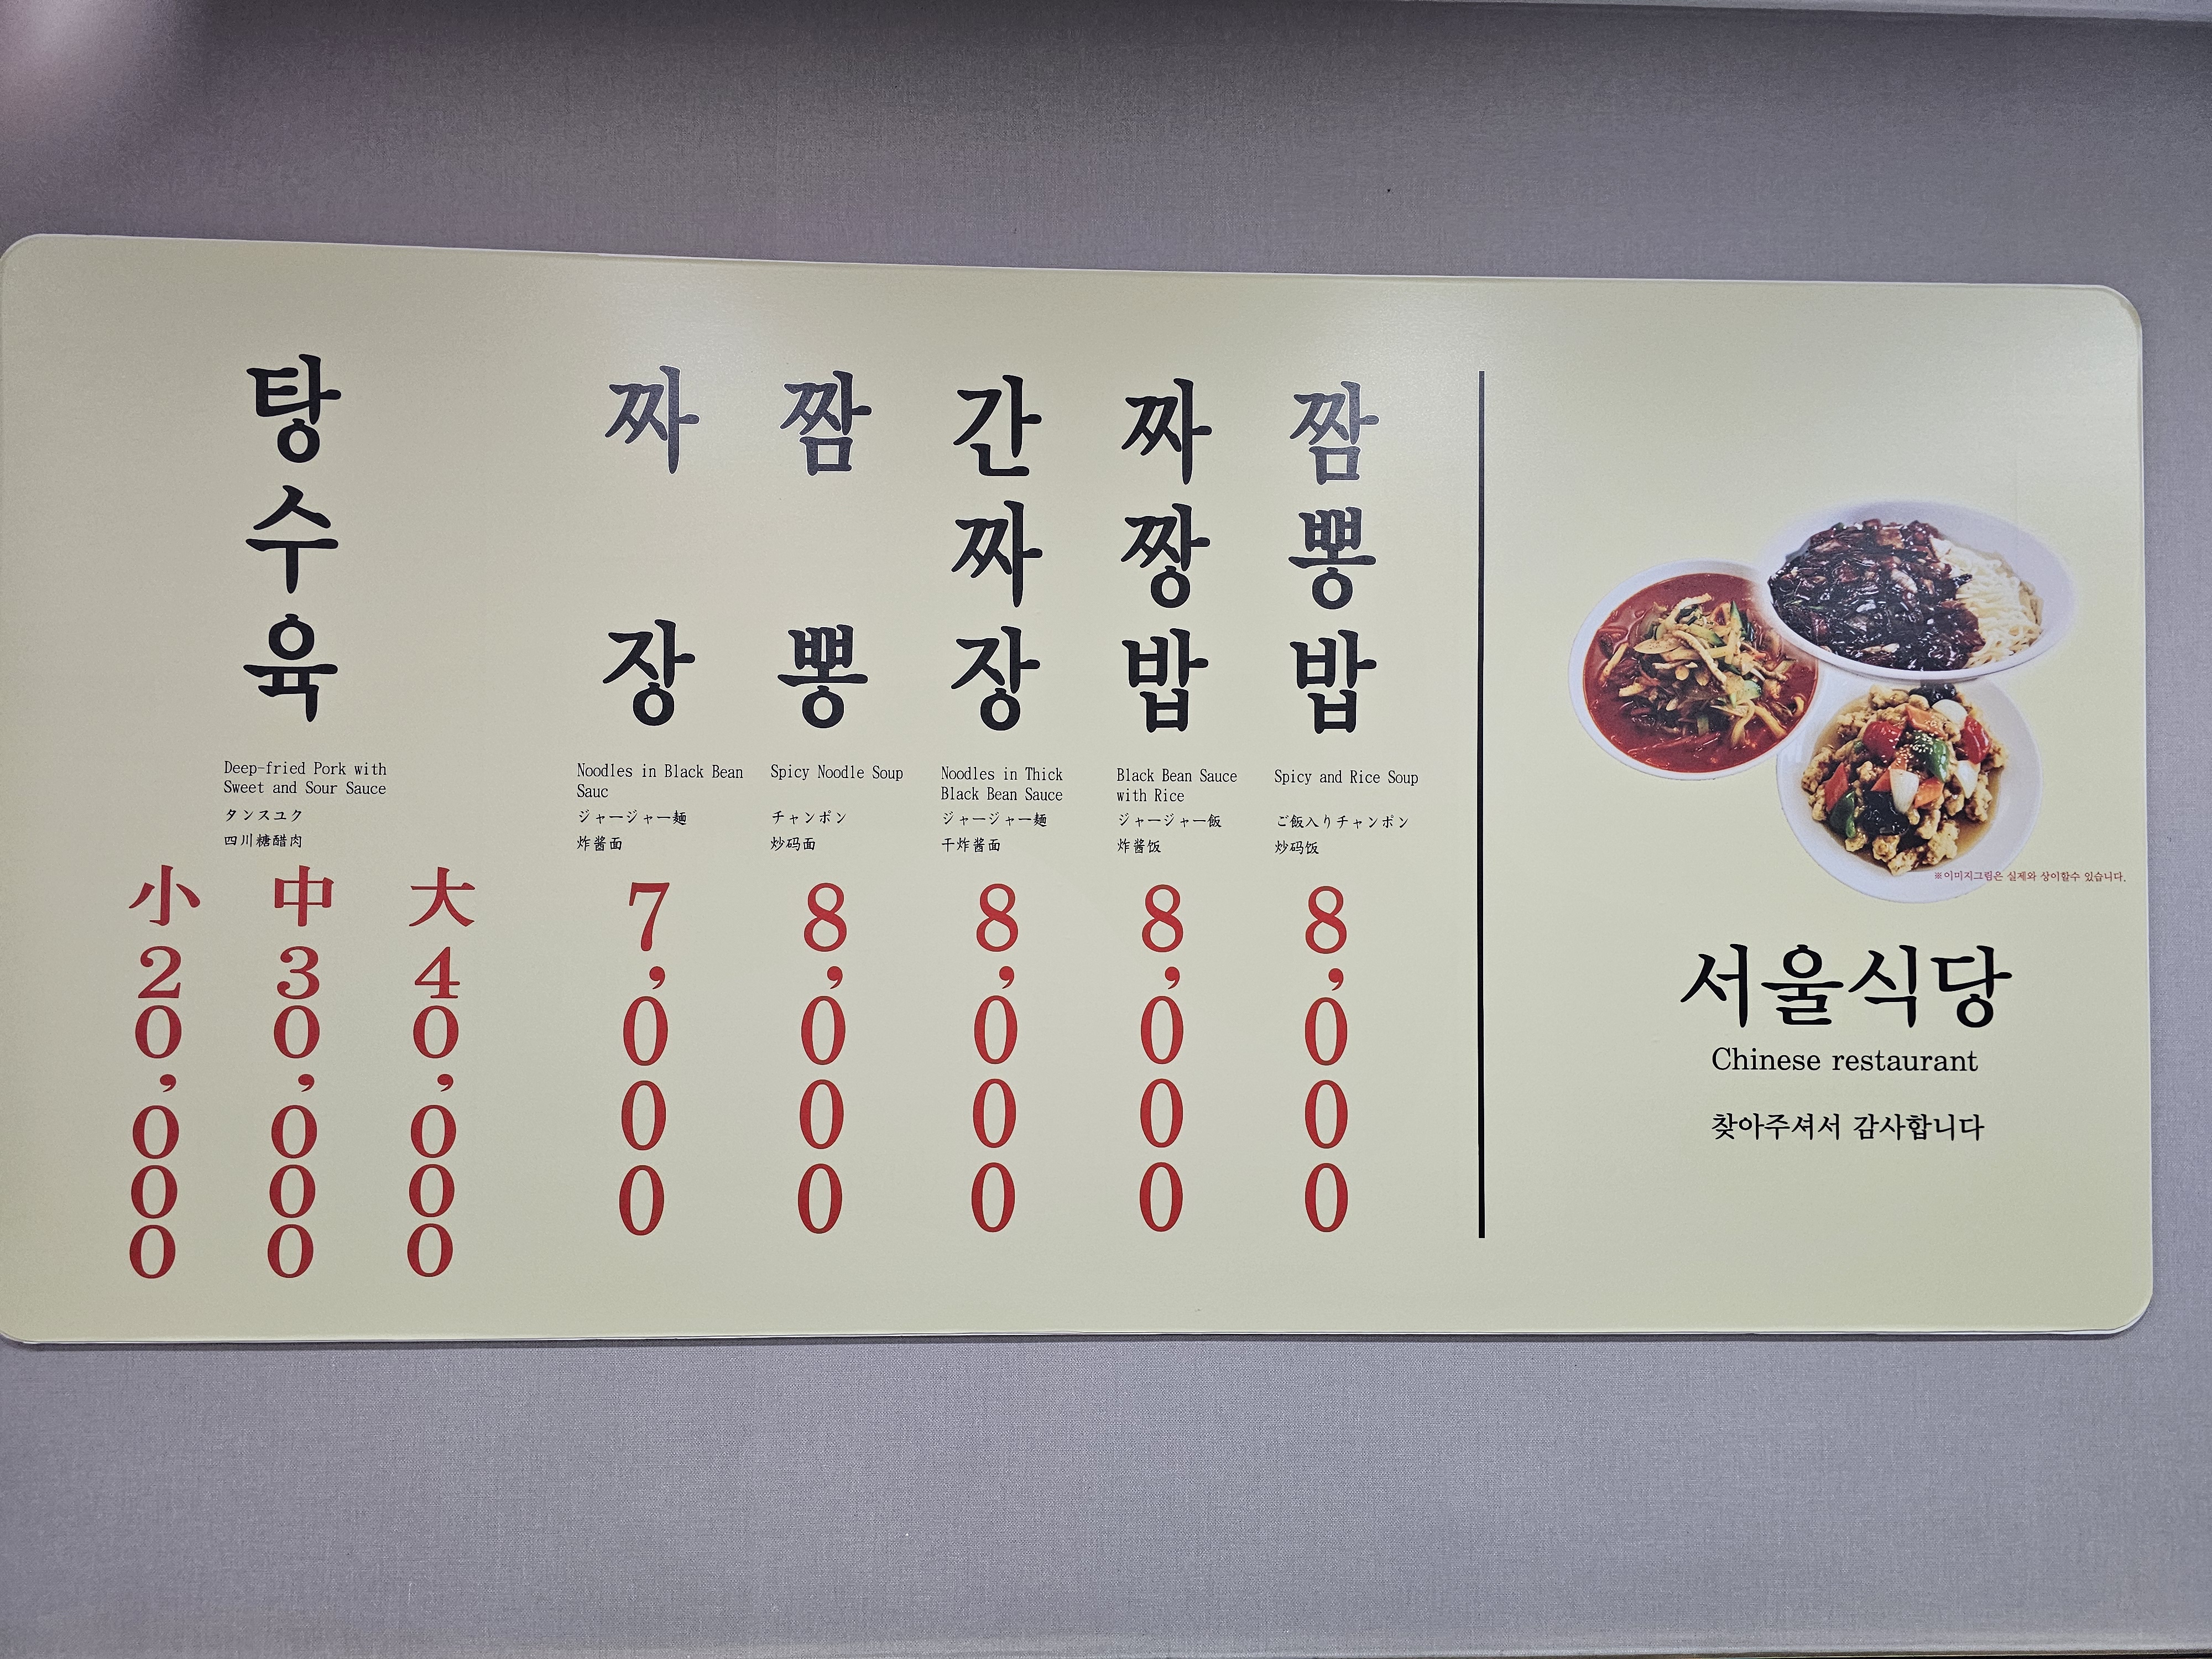 탕수육
Deep-fried Pork with
Sweet and Sour Sauce
タンスユク
四川糖醋肉
小 20,000
中 30,000
大 40,000
짜장
Noodles in Black Bean
Sauc
ジャージャー麺
炸酱面
7,000
짬뽕
Spicy Noodle Soup
チャンポン
炒码面
8,000
간짜장
Noodles in Thick
Black Bean Sauce
ジャージャー麺
干炸酱面
8,000
짜짱밥
Black Bean Sauce
with Rice
ジャージャー飯
炸酱饭
8,000
짬뽕밥
Spicy and Rice Soup
ご飯入りチャンポン
炒码饭
8,000
※이미지그림은 실제와 상이할수 있습니다.
서울식당
Chinese restaurant
찾아주셔서 감사합니다